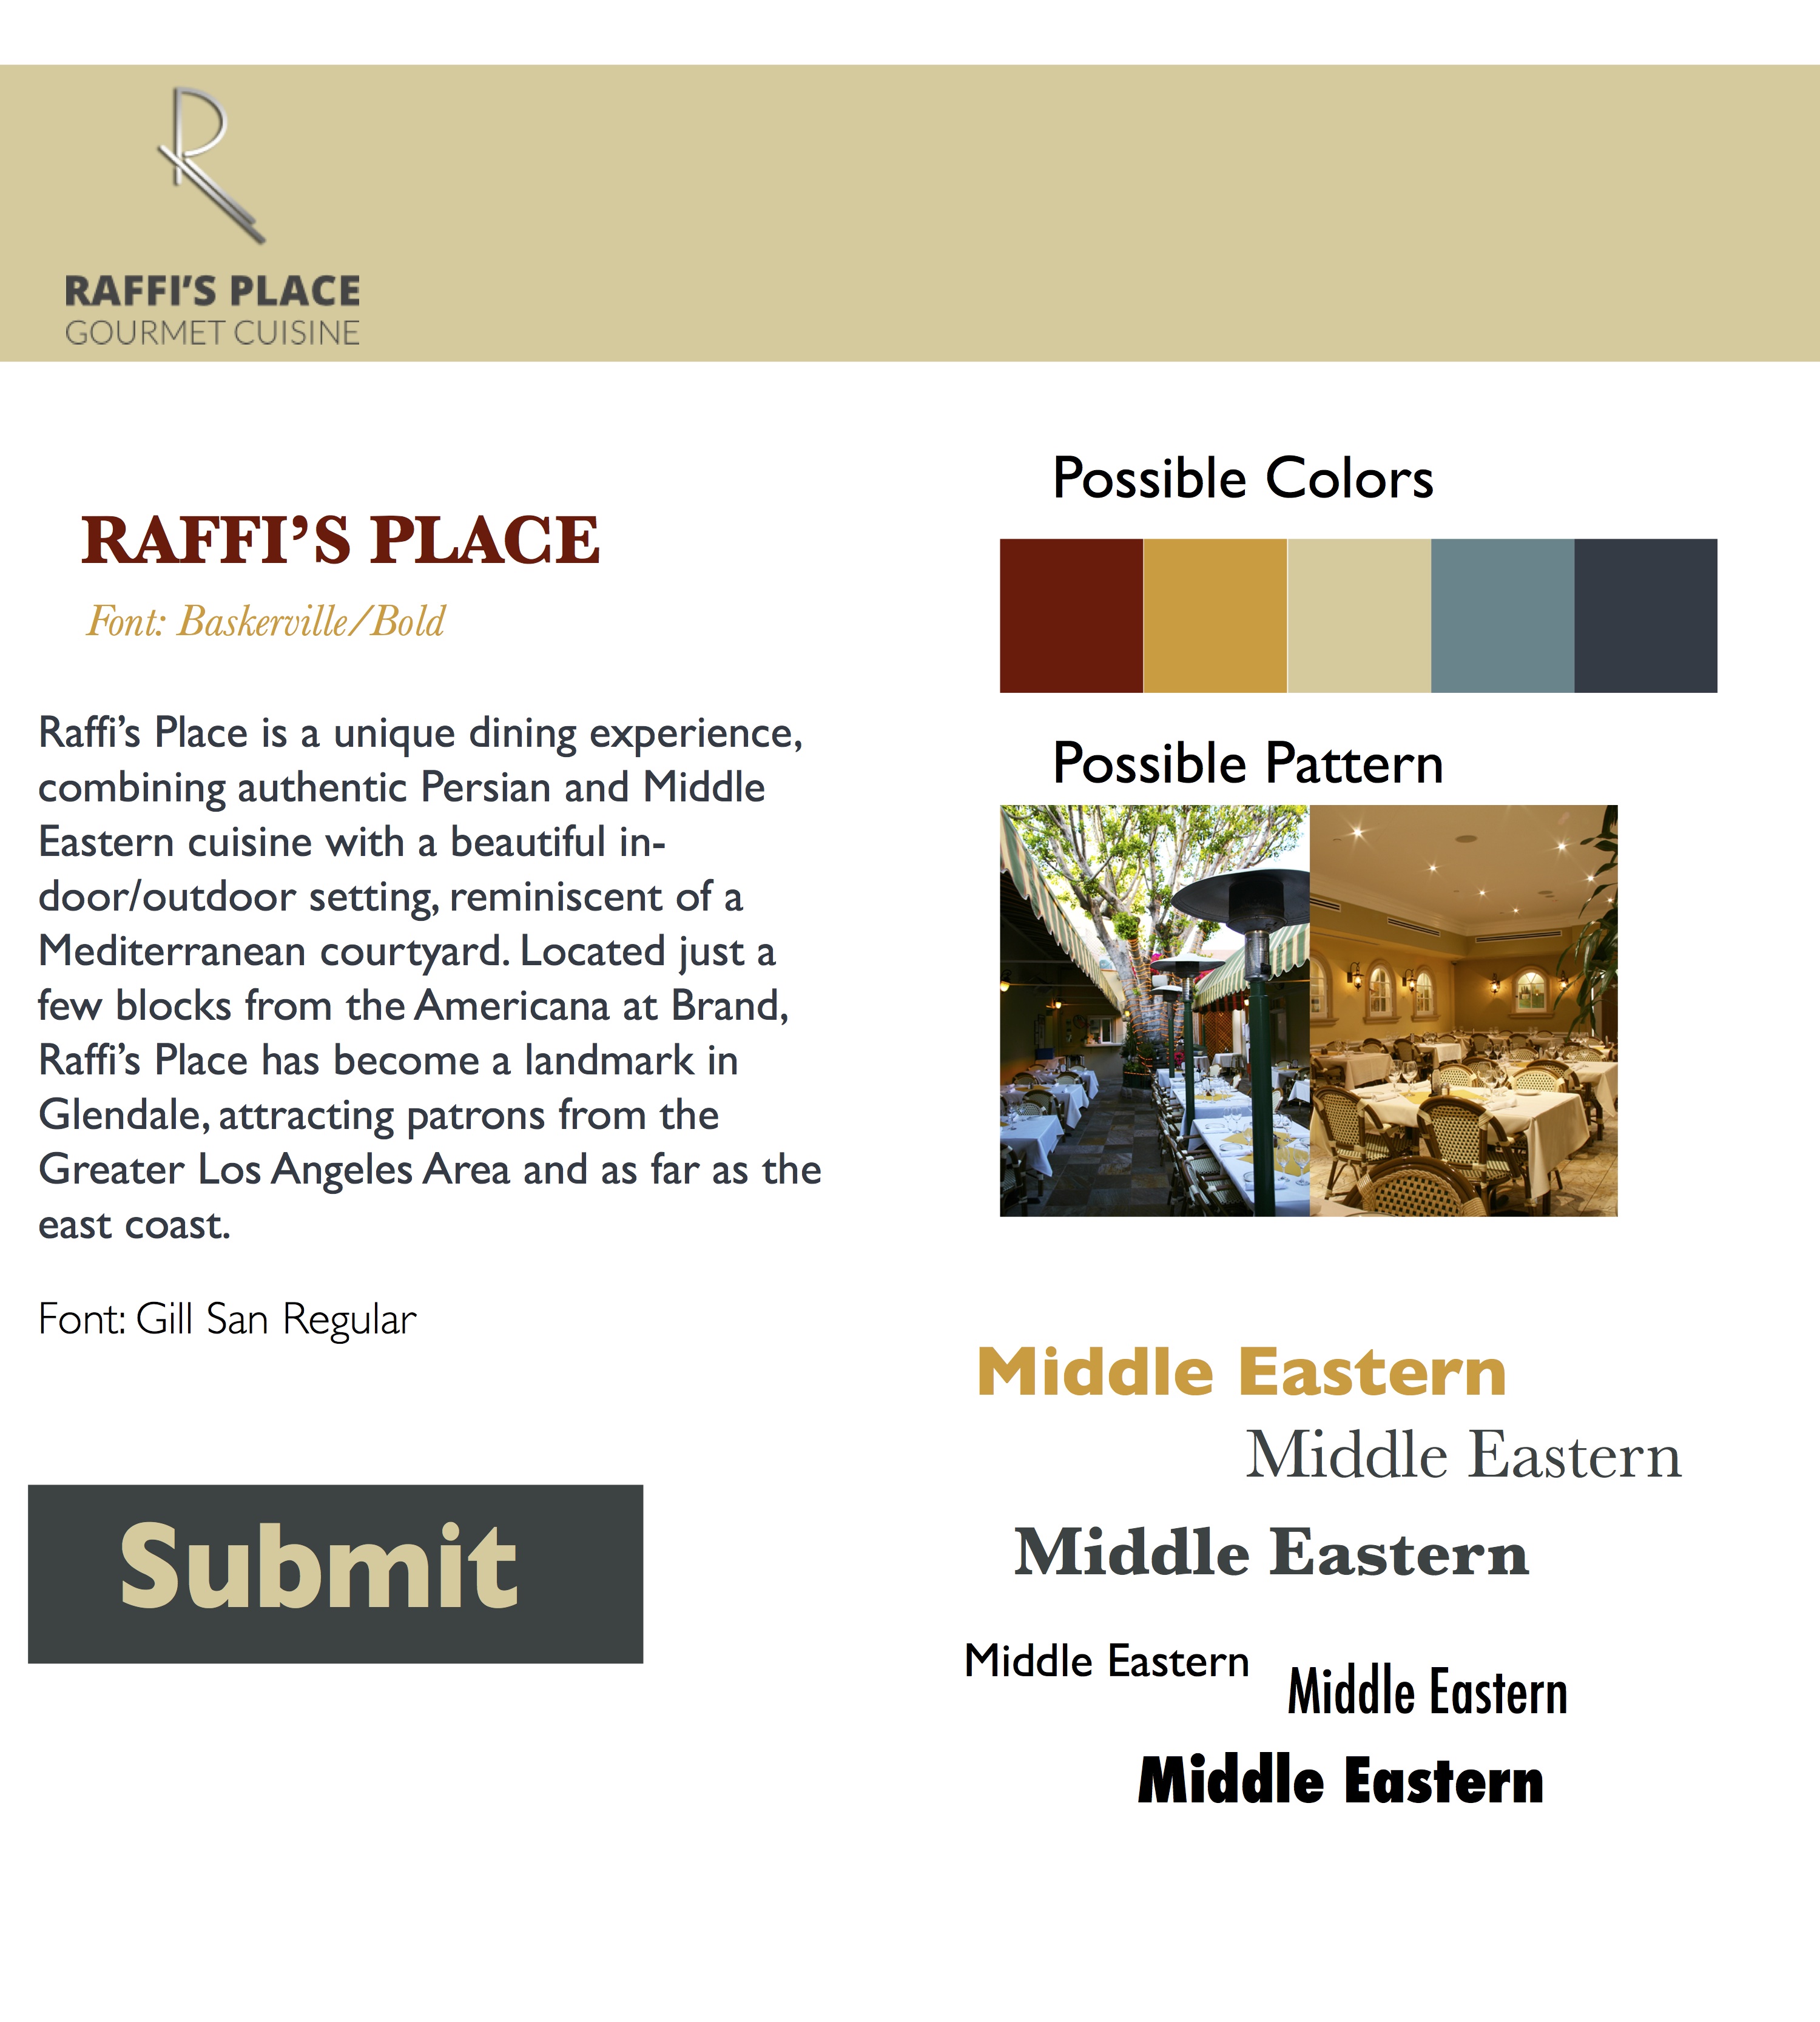 RAFFI'S PLACE
GOURMET CUISINE
RAFFI’S PLACE
Font: Baskerville/Bold
Raffi’s Place is a unique dining experience,
combining authentic Persian and Middle
Eastern cuisine with a beautiful in-
door/outdoor setting, reminiscent of a
Mediterranean courtyard. Located just a
few blocks from the Americana at Brand,
Raffi’s Place has become a landmark in
Glendale, attracting patrons from the
Greater Los Angeles Area and as far as the
east coast.
Font: Gill San Regular
Submit
Possible Colors
Possible Pattern
Middle Eastern
Middle Eastern
Middle Eastern
Middle Eastern
Middle Eastern
Middle Eastern